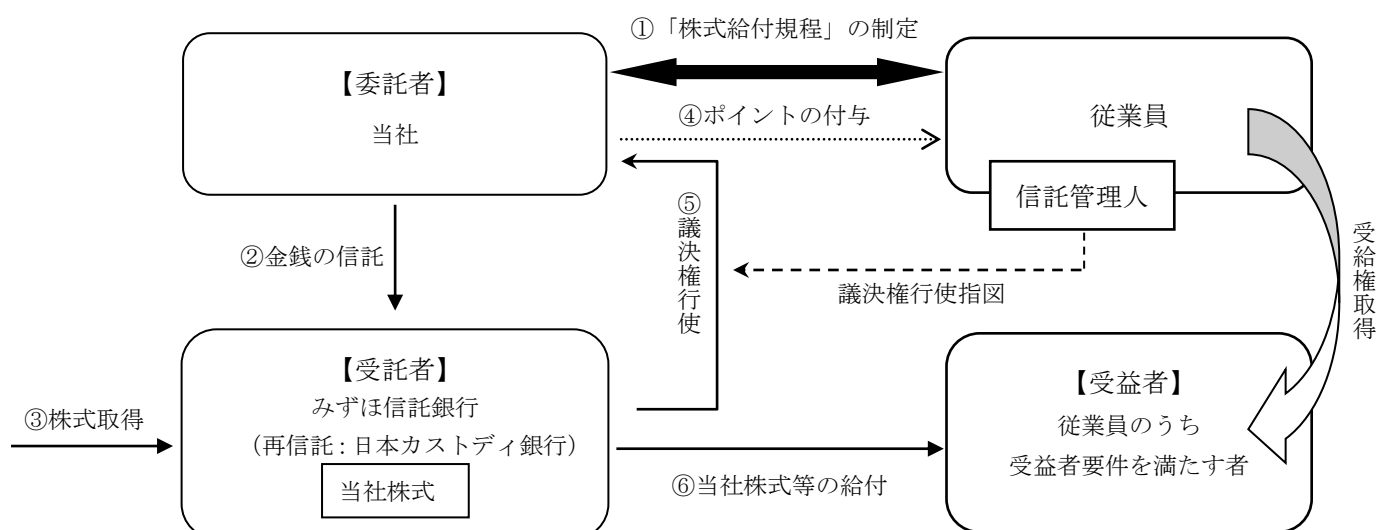 ①「株式給付規程」の制定
【委託者】
当社
④ポイントの付与
従業員
信託管理人
②金銭の信託
⑤議決権行使
議決権行使指図
受給権取得
【受託者】
みずほ信託銀行
(再信託:日本カストディ銀行)
当社株式
③株式取得
⑥当社株式等の給付
【受益者】
従業員のうち
受益者要件を満たす者